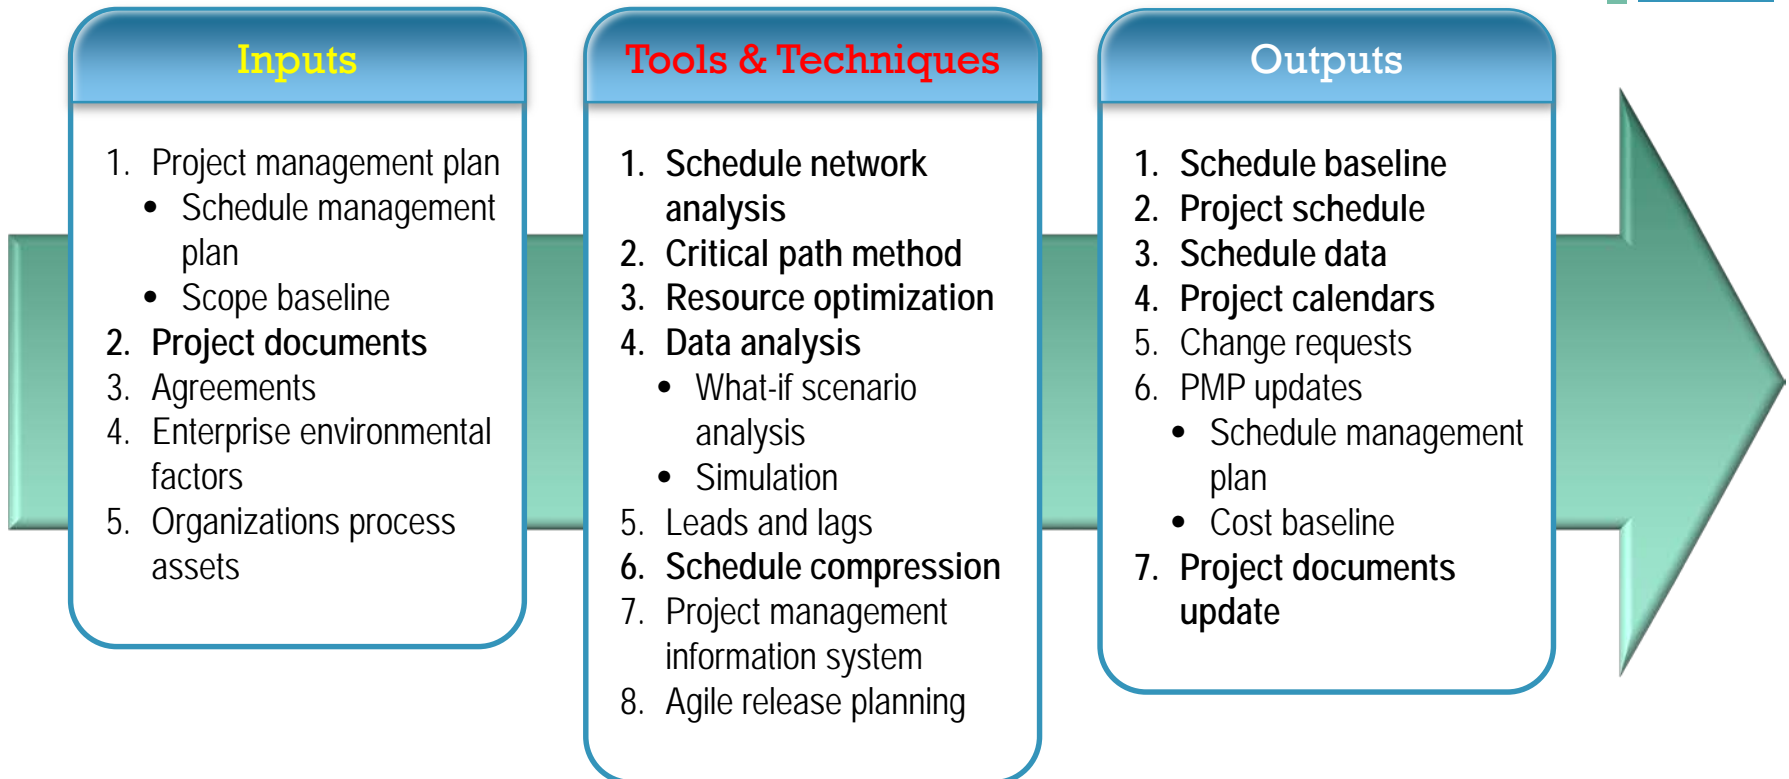 Inputs
1. Project management plan
• Schedule management
plan
• Scope baseline
2. Project documents
3. Agreements
4. Enterprise environmental
factors
5. Organizations process
assets
Tools & Techniques
1. Schedule network
analysis
2. Critical path method
3. Resource optimization
4. Data analysis
• What-if scenario
analysis
• Simulation
5. Leads and lags
6. Schedule compression
7. Project management
information system
8. Agile release planning
Outputs
1. Schedule baseline
2. Project schedule
3. Schedule data
4. Project calendars
5. Change requests
6. PMP updates
• Schedule management
plan
• Cost baseline
7. Project documents
update